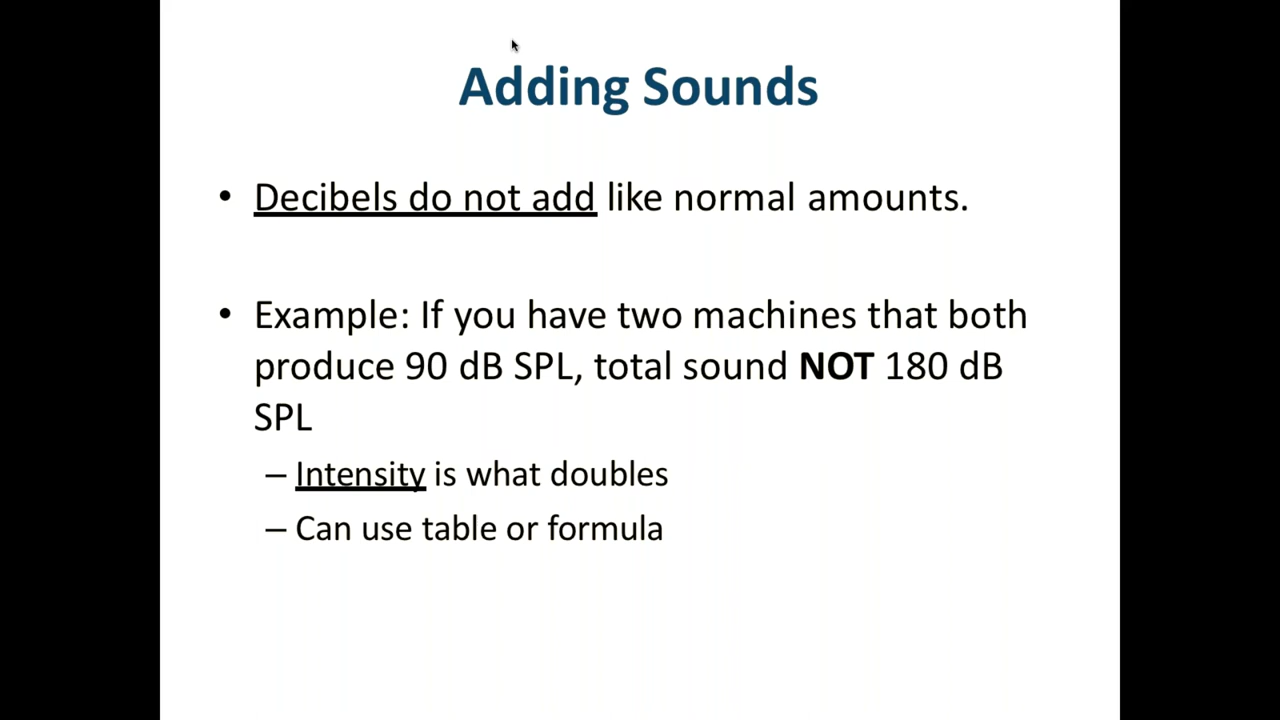 Adding Sounds
• Decibels do not add like normal amounts.
• Example: If you have two machines that both
produce 90 dB SPL, total sound NOT 180 dB
SPL
– Intensity is what doubles
– Can use table or formula